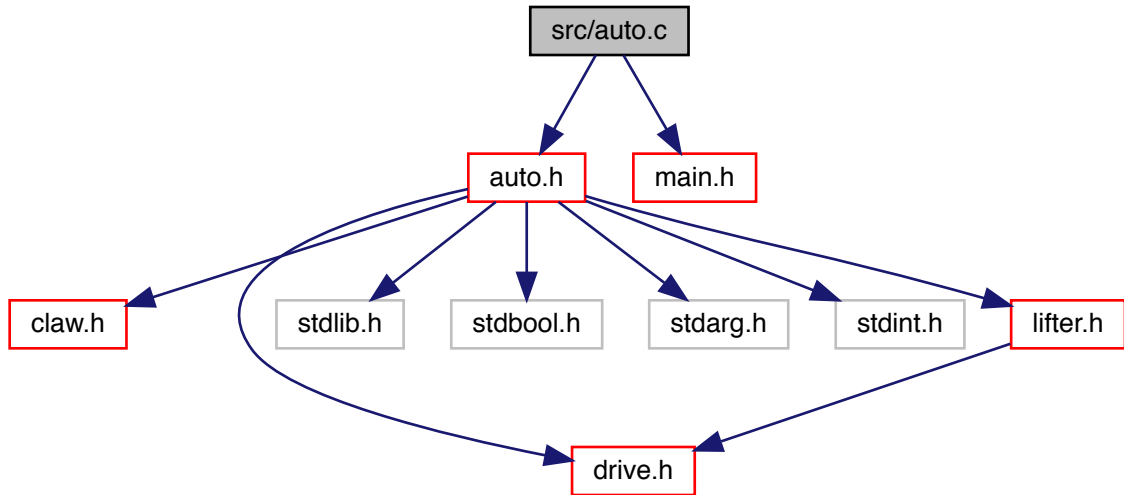 src/auto.c
auto.h
main.h
claw.h
stdlib.h
stdbool.h
stdarg.h
stdint.h
lifter.h
drive.h